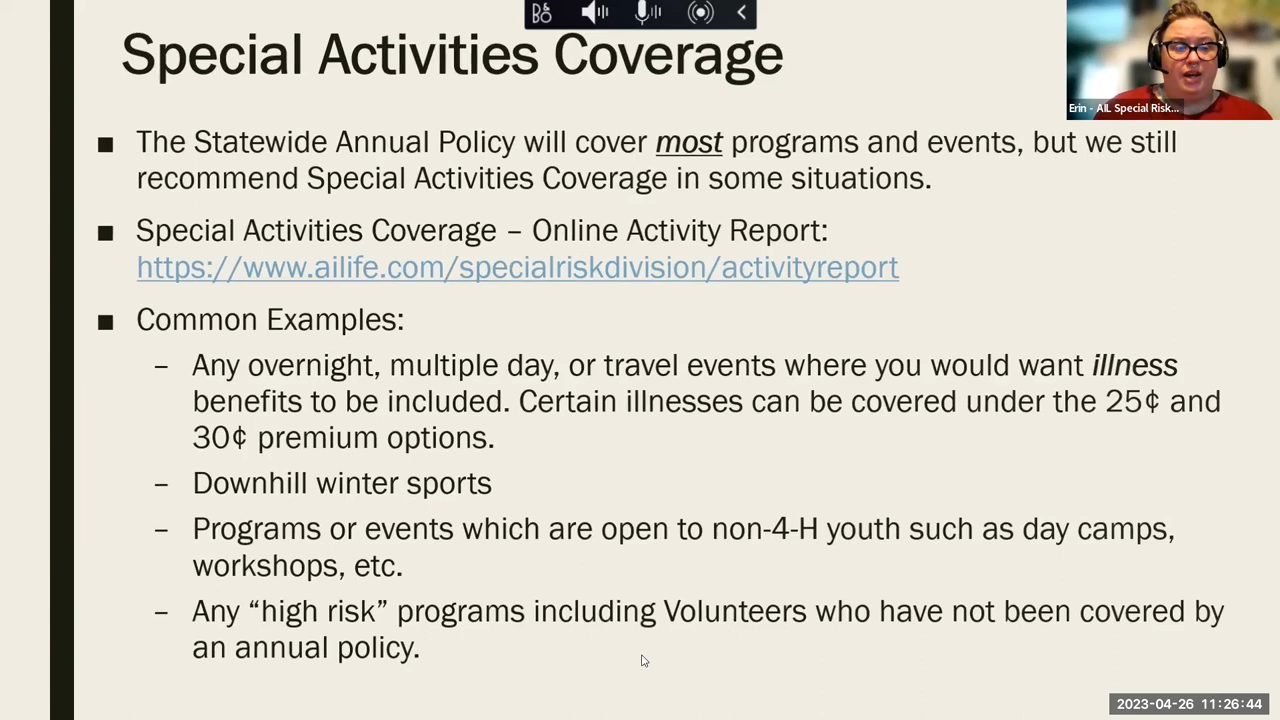 Special Activities Coverage
Erin - AIL Special Risk...
■ The Statewide Annual Policy will cover most programs and events, but we still
recommend Special Activities Coverage in some situations.
■ Special Activities Coverage – Online Activity Report:
https://www.ailife.com/specialriskdivision/activityreport
■ Common Examples:
– Any overnight, multiple day, or travel events where you would want illness
benefits to be included. Certain illnesses can be covered under the 25¢ and
30¢ premium options.
– Downhill winter sports
– Programs or events which are open to non-4-H youth such as day camps,
workshops, etc.
– Any “high risk” programs including Volunteers who have not been covered by
an annual policy.
2023-04-26 11:26:44